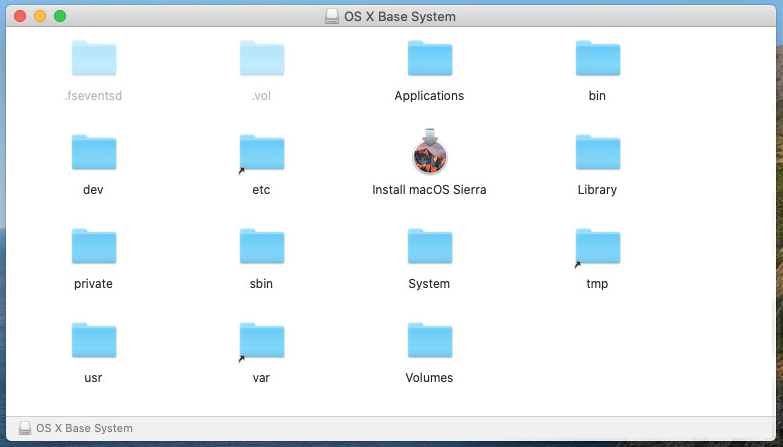 OS X Base System
.fseventsd
.vol
Applications
bin
dev
etc
Install macOS Sierra
Library
private
sbin
System
tmp
usr
var
Volumes
OS X Base System